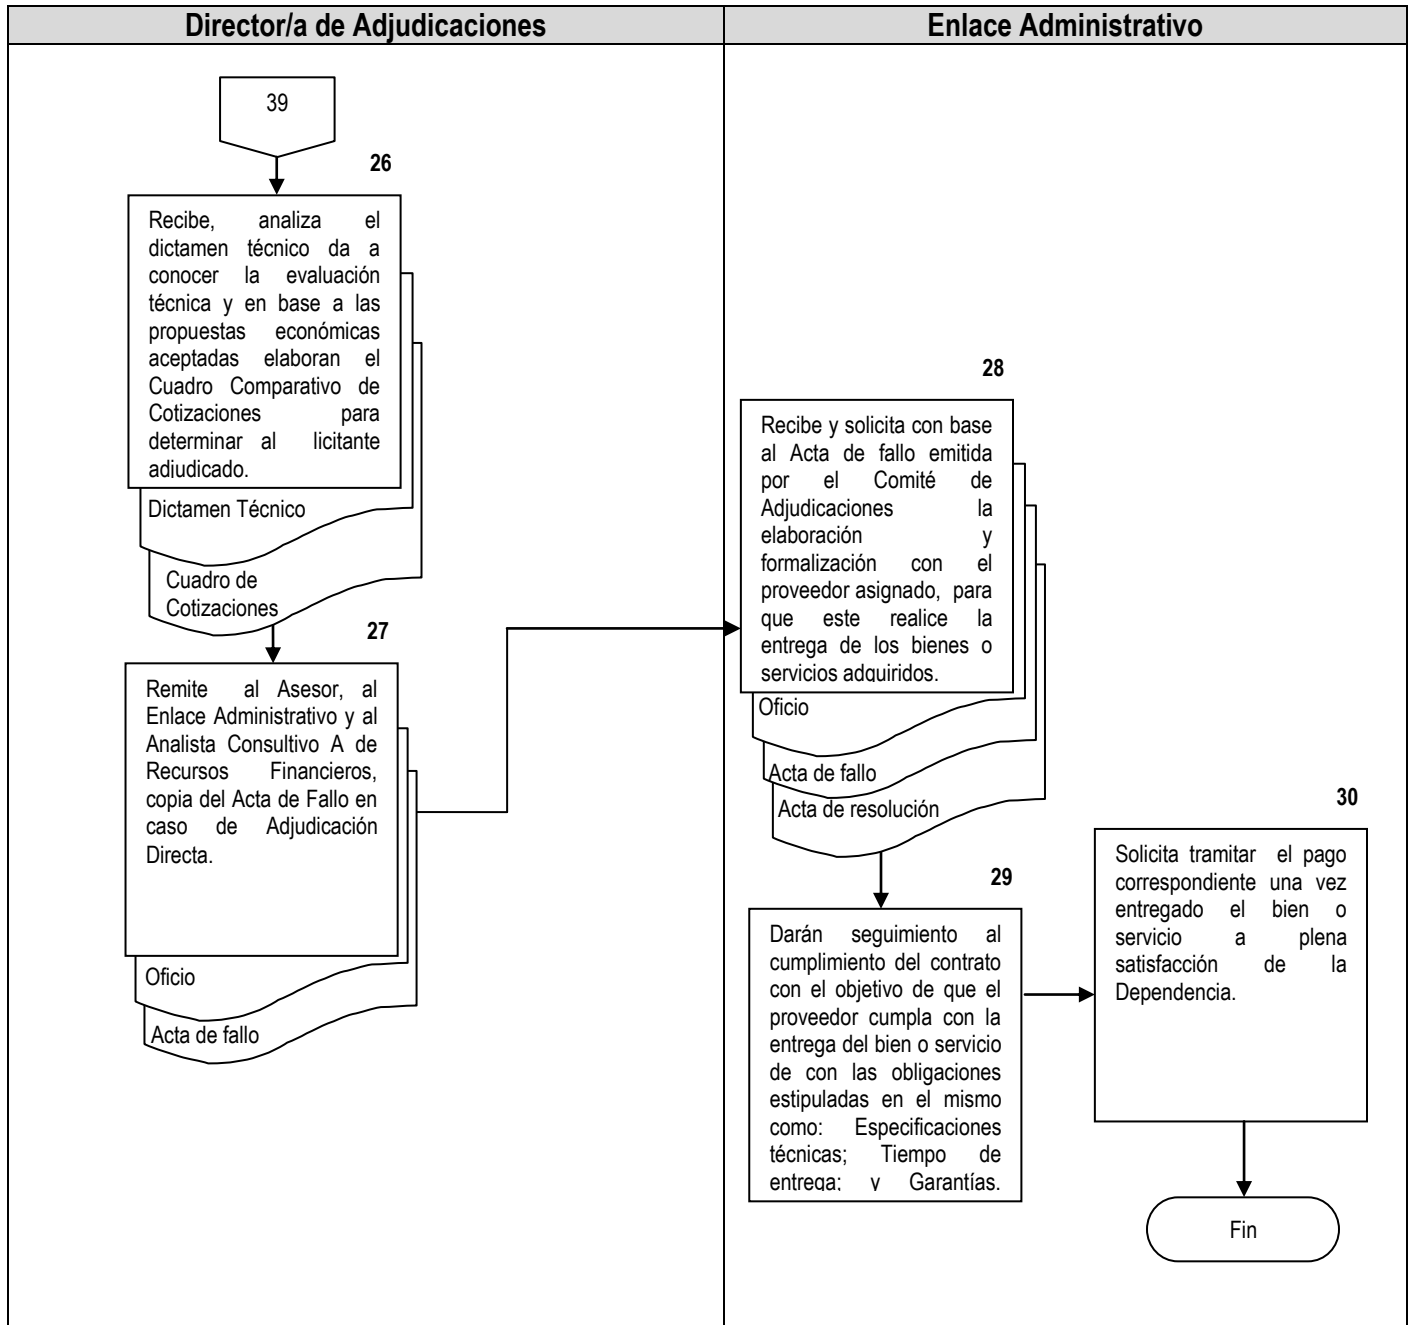 Director/a de Adjudicaciones
Enlace Administrativo
39
26
Recibe, analiza el
dictamen técnico da a
conocer la evaluación
técnica y en base a las
propuestas económicas
aceptadas elaboran el
Cuadro Comparativo de
Cotizaciones para
determinar al licitante
adjudicado.
Dictamen Técnico
Cuadro de
Cotizaciones
27
Remite al Asesor, al
Enlace Administrativo y al
Analista Consultivo A de
Recursos Financieros,
copia del Acta de Fallo en
caso de Adjudicación
Directa.
Oficio
Acta de fallo
28
Recibe y solicita con base
al Acta de fallo emitida
por el Comité de
Adjudicaciones la
elaboración y
formalización con el
proveedor asignado, para
que este realice la
entrega de los bienes o
servicios adquiridos.
Oficio
Acta de fallo
Acta de resolución
29
Darán seguimiento al
cumplimiento del contrato
con el objetivo de que el
proveedor cumpla con la
entrega del bien o servicio
de con las obligaciones
estipuladas en el mismo
como: Especificaciones
técnicas; Tiempo de
entrega; y Garantías.
30
Solicita tramitar el pago
correspondiente una vez
entregado el bien o
servicio a plena
satisfacción de la
Dependencia.
Fin